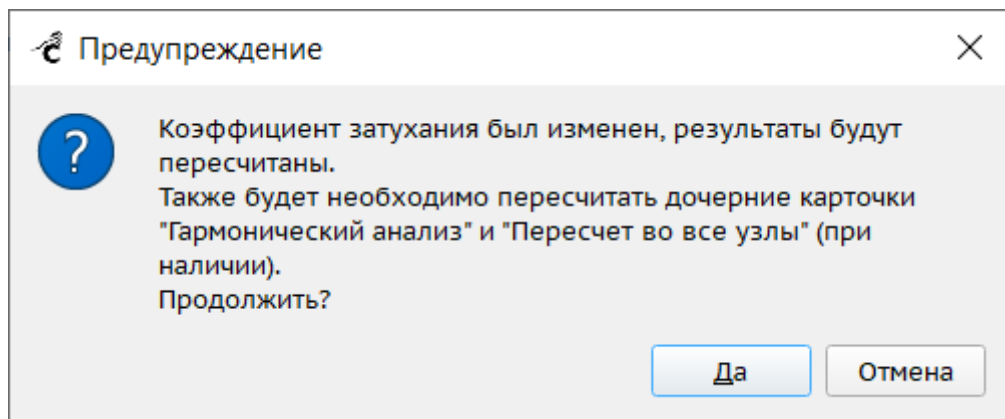 Предупреждение
Коэффициент затухания был изменен, результаты будут
пересчитаны.
Также будет необходимо пересчитать дочерние карточки
"Гармонический анализ" и "Пересчет во все узлы" (при
наличии).
Продолжить?
Да
Отмена